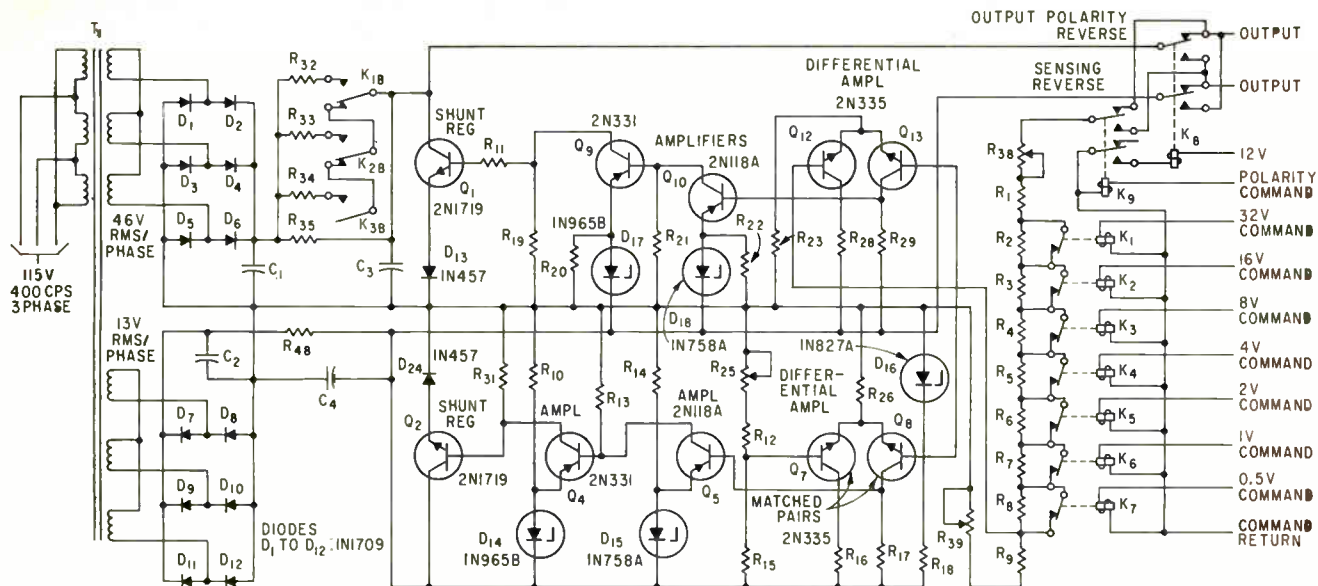 T1
115V
400 CPS
3 PHASE
46V
RMS/
PHASE
13V
RMS/
PHASE
D1
D2
D3
D4
D5
D6
C1
C2
R48
C4
D7
D8
D9
D10
D11
D12
DIODES
D1 TO D12: 1N1709
R32
R33
R34
R35
K1B
K2B
K3B
C3
SHUNT
REG
Q1
2N1719
D13
1N457
R11
R19
2N331
Q9
1N965B
D17
R20
AMPLIFIERS
2N118A
Q10
R21
R22
D18
1N758A
DIFFERENTIAL
AMPL
2N335
Q12
Q13
R23
R28
R29
1N457
D24
SHUNT
REG
Q2
2N1719
R31
R10
AMPL
R13
Q4
2N331
D14
1N965B
R14
AMPL
2N118A
Q5
D15
1N758A
R25
R12
R15
DIFFER-
ENTIAL
AMPL
R26
Q7
Q8
MATCHED
PAIRS
2N335
R16
R17
1N827A
D16
R18
R39
OUTPUT POLARITY
REVERSE
OUTPUT
OUTPUT
SENSING
REVERSE
K8
12V
POLARITY
COMMAND
K9
R38
R1
R2
R3
R4
R5
R6
R7
R8
R9
K1
32V
COMMAND
K2
16V
COMMAND
K3
8V
COMMAND
K4
4V
COMMAND
K5
2V
COMMAND
K6
1V
COMMAND
K7
0.5V
COMMAND
COMMAND
RETURN